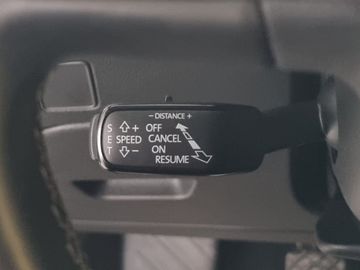 – DISTANCE +
S + OFF
E SPEED CANCEL
T – ON
RESUME